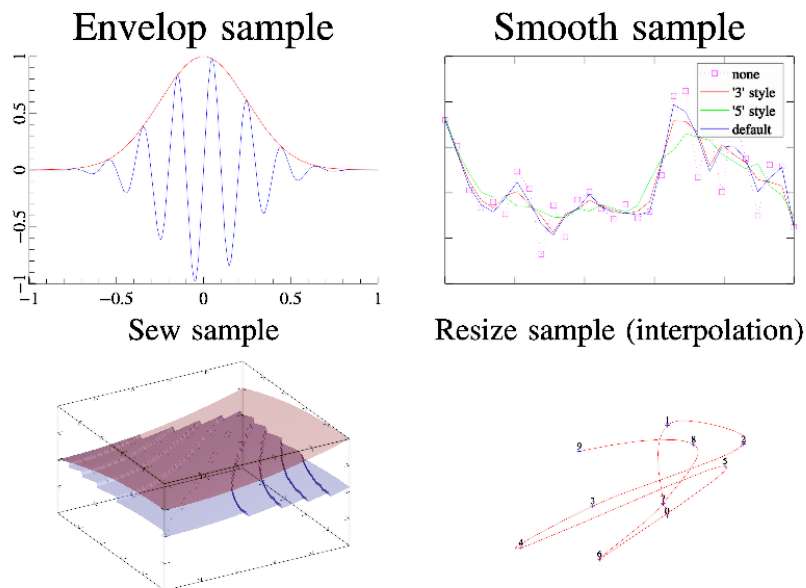 Envelop sample
Smooth sample
1
0.5
0
−0.5
−1
−1
−0.5
0
0.5
1
none
'3' style
'5' style
default
Sew sample
Resize sample (interpolation)
1
8
2
9
5
3
7
0
4
6